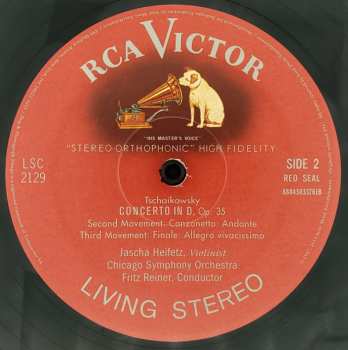 RCA VICTOR
"HIS MASTER'S VOICE"
"STEREO-ORTHOPHONIC" HIGH FIDELITY
LSC
2129
SIDE 2
RED SEAL
Tschaikowsky
CONCERTO IN D, Op. 35
Second Movement: Canzonetta: Andante
Third Movement: Finale: Allegro vivacissimo
Jascha Heifetz, Violinist
Chicago Symphony Orchestra
Fritz Reiner, Conductor
LIVING STEREO